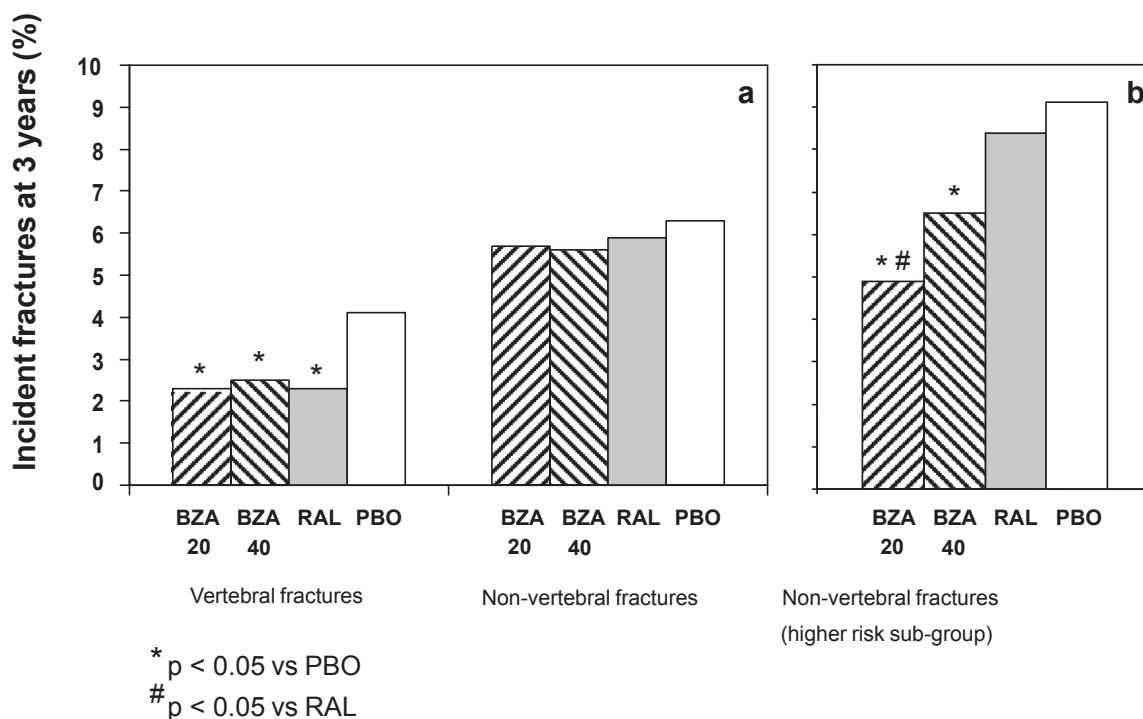 Incident fractures at 3 years (%)
10
9
8
7
6
5
4
3
2
1
0
a
b
* * *
* # *
BZA BZA RAL PBO BZA BZA RAL PBO BZA BZA RAL PBO
20 40 20 40 20 40
Vertebral fractures Non-vertebral fractures Non-vertebral fractures
(higher risk sub-group)
* p < 0.05 vs PBO
# p < 0.05 vs RAL